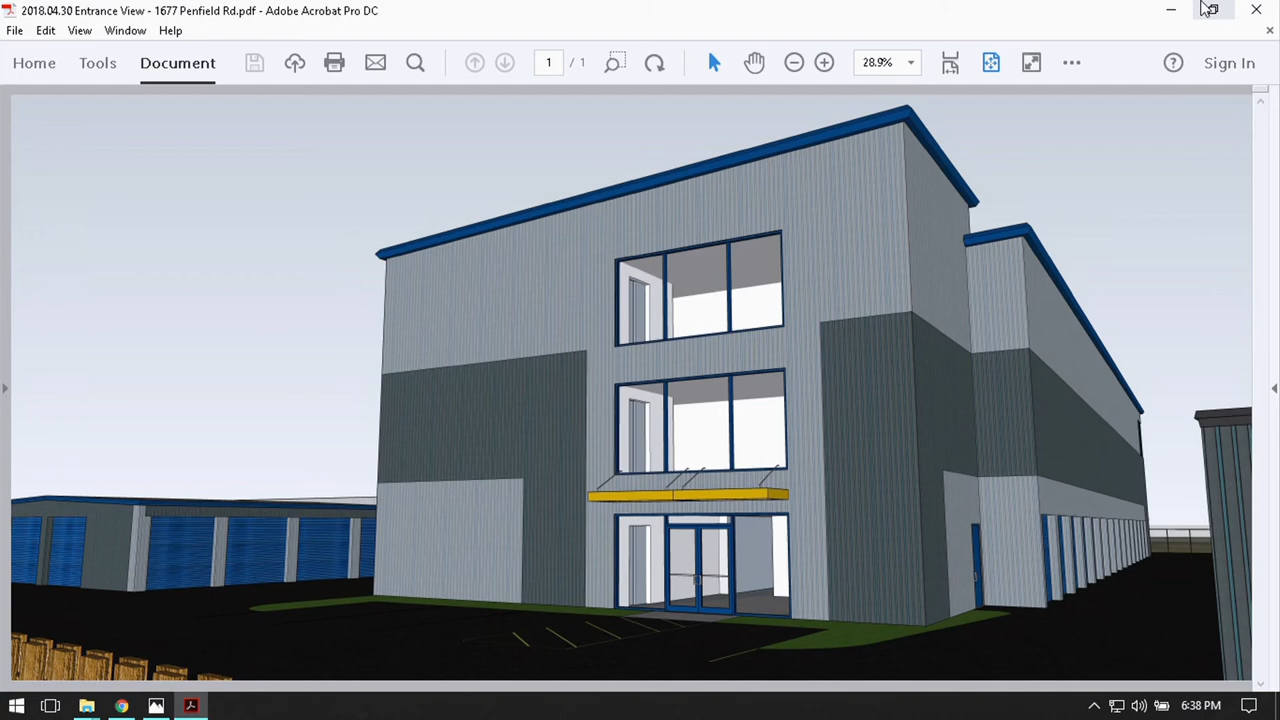 2018.04.30 Entrance View - 1677 Penfield Rd.pdf - Adobe Acrobat Pro DC
File Edit View Window Help
Home Tools Document 1 / 1 28.9% Sign In
6:38 PM